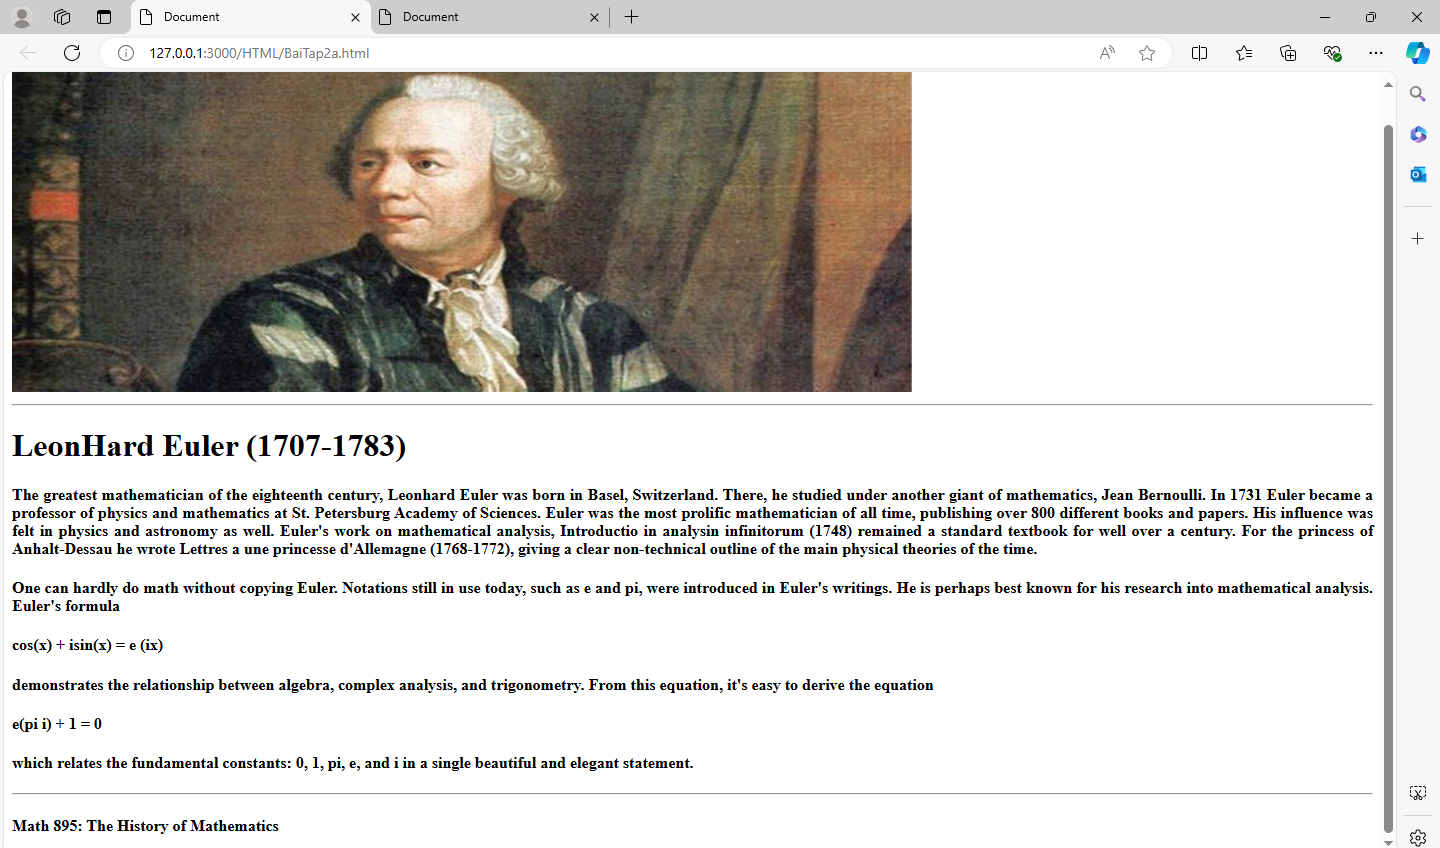 Document
Document
127.0.0.1:3000/HTML/BaiTap2a.html
LeonHard Euler (1707-1783)
The greatest mathematician of the eighteenth century, Leonhard Euler was born in Basel, Switzerland. There, he studied under another giant of mathematics, Jean Bernoulli. In 1731 Euler became a
professor of physics and mathematics at St. Petersburg Academy of Sciences. Euler was the most prolific mathematician of all time, publishing over 800 different books and papers. His influence was
felt in physics and astronomy as well. Euler's work on mathematical analysis, Introductio in analysin infinitorum (1748) remained a standard textbook for well over a century. For the princess of
Anhalt-Dessau he wrote Lettres a une princesse d'Allemagne (1768-1772), giving a clear non-technical outline of the main physical theories of the time.
One can hardly do math without copying Euler. Notations still in use today, such as e and pi, were introduced in Euler's writings. He is perhaps best known for his research into mathematical analysis.
Euler's formula
cos(x) + isin(x) = e (ix)
demonstrates the relationship between algebra, complex analysis, and trigonometry. From this equation, it's easy to derive the equation
e(pi i) + 1 = 0
which relates the fundamental constants: 0, 1, pi, e, and i in a single beautiful and elegant statement.
Math 895: The History of Mathematics